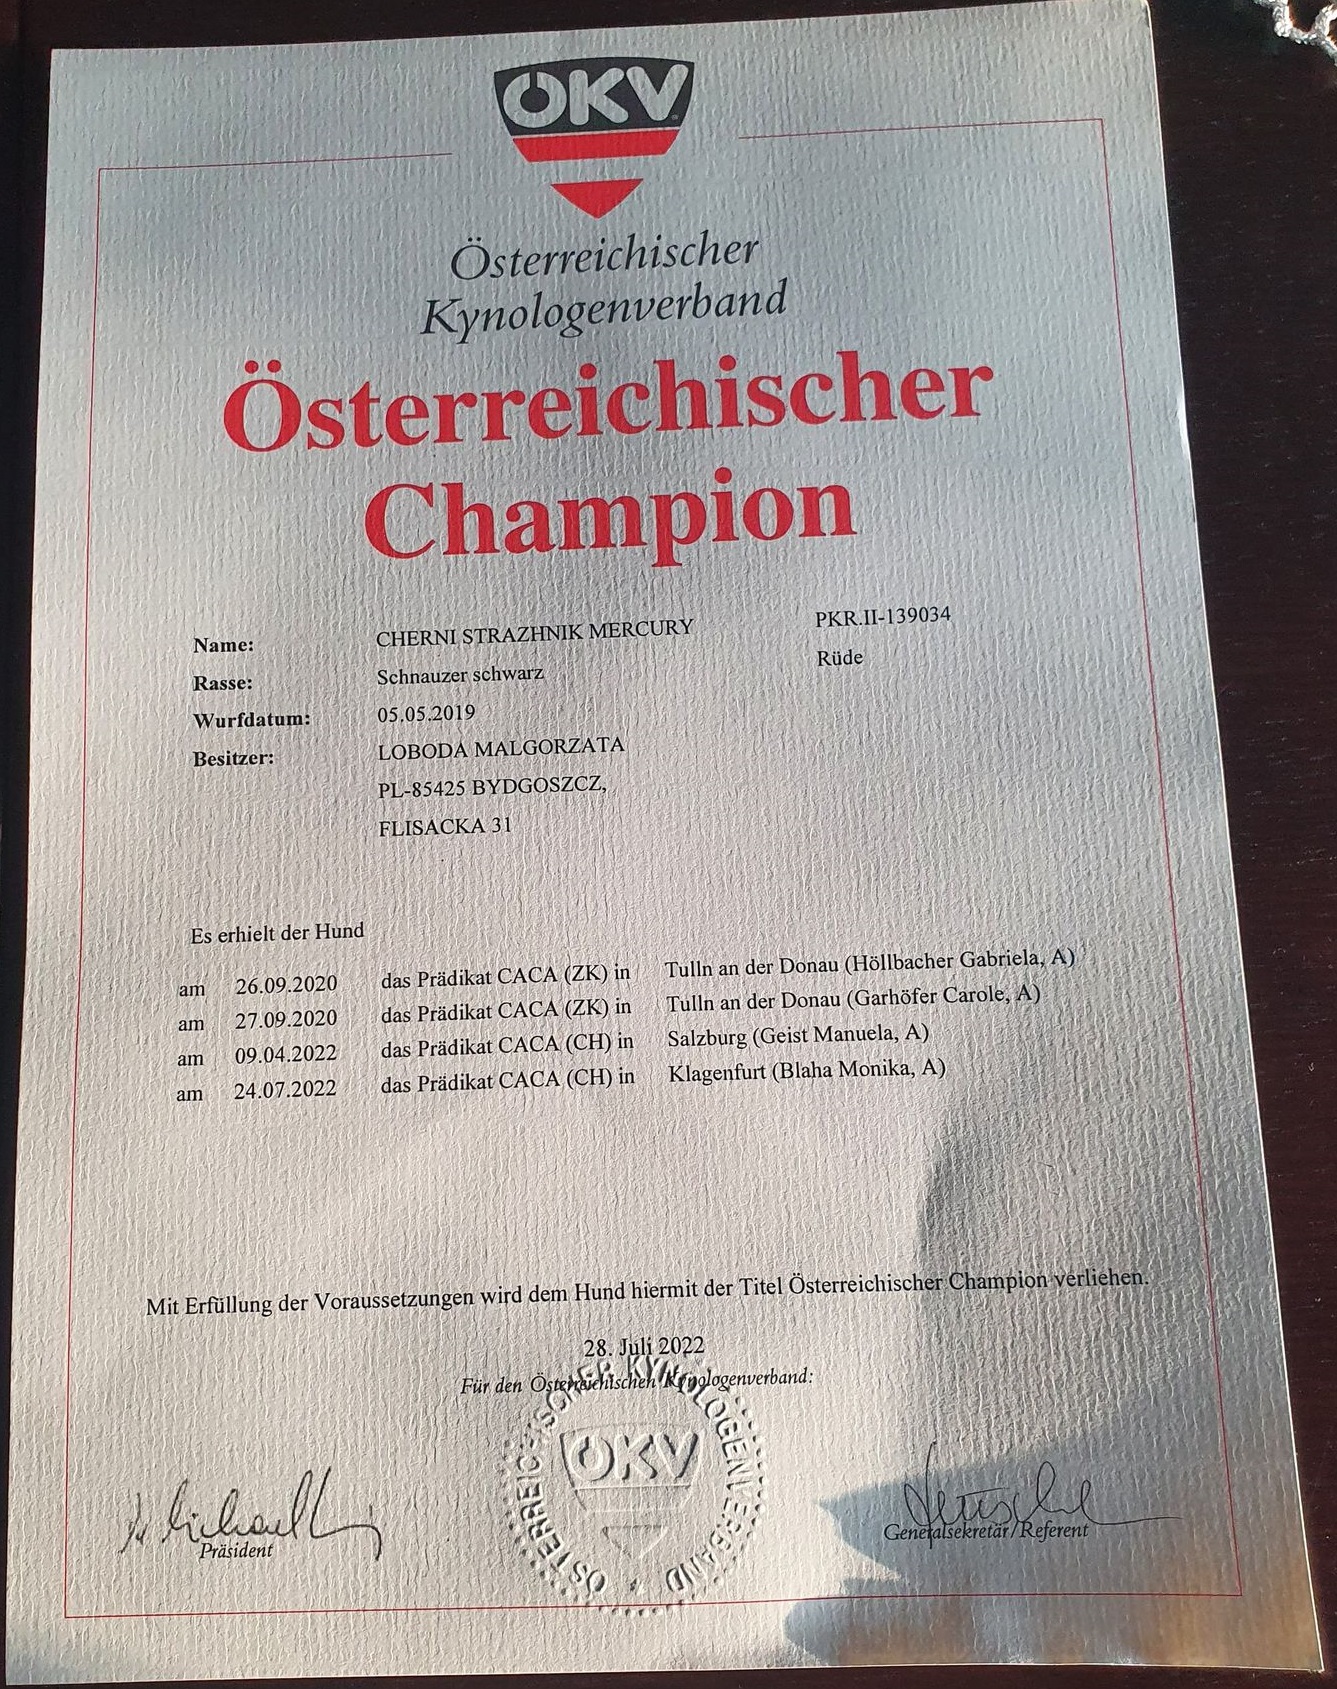 ÖKV
Österreichischer
Kynologenverband
Österreichischer
Champion
Name: CHERNI STRAZHNIK MERCURY PKR.II-139034
Rasse: Schnauzer schwarz Rüde
Wurfdatum: 05.05.2019
Besitzer: LOBODA MALGORZATA
PL-85425 BYDGOSZCZ,
FLISACKA 31
Es erhielt der Hund
am 26.09.2020 das Prädikat CACA (ZK) in Tulln an der Donau (Höllbacher Gabriela, A)
am 27.09.2020 das Prädikat CACA (ZK) in Tulln an der Donau (Garhöfer Carole, A)
am 09.04.2022 das Prädikat CACA (CH) in Salzburg (Geist Manuela, A)
am 24.07.2022 das Prädikat CACA (CH) in Klagenfurt (Blaha Monika, A)
Mit Erfüllung der Voraussetzungen wird dem Hund hiermit der Titel Österreichischer Champion verliehen.
28. Juli 2022
Für den Österreichischen Kynologenverband:
ÖSTERREICHISCHER KYNOLOGENVERBAND
ÖKV
Präsident
Generalsekretär/Referent